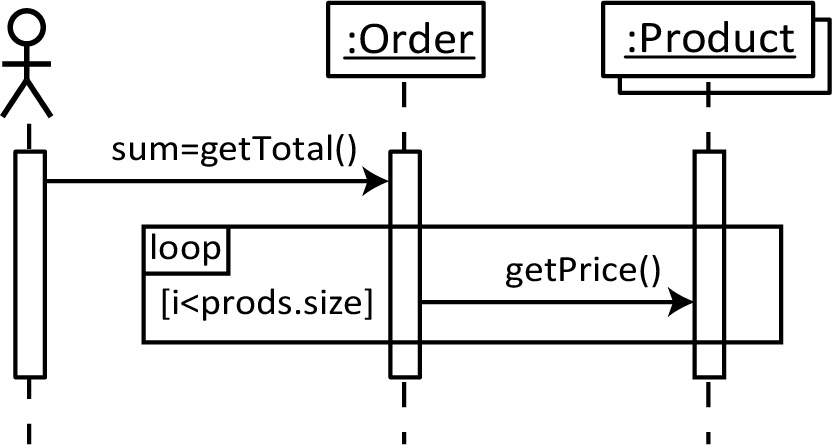 :Order
:Product
sum=getTotal()
loop
getPrice()
[i<prods.size]